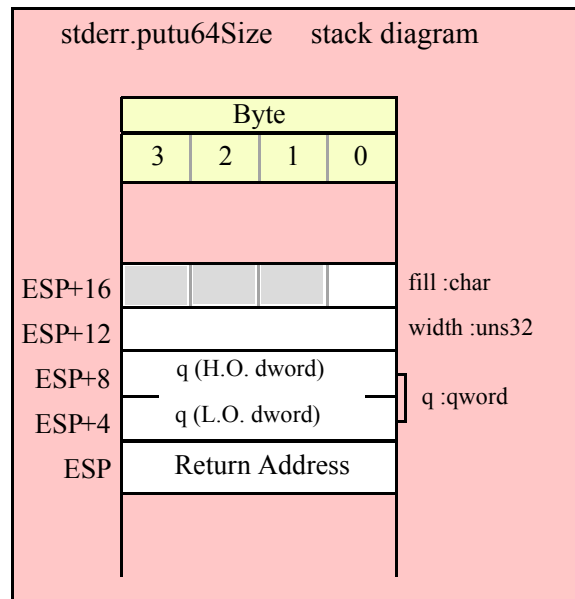 stderr.putu64Size stack diagram
Byte
3 2 1 0
ESP+16 fill :char
ESP+12 width :uns32
ESP+8 q (H.O. dword)
q :qword
ESP+4 q (L.O. dword)
ESP Return Address